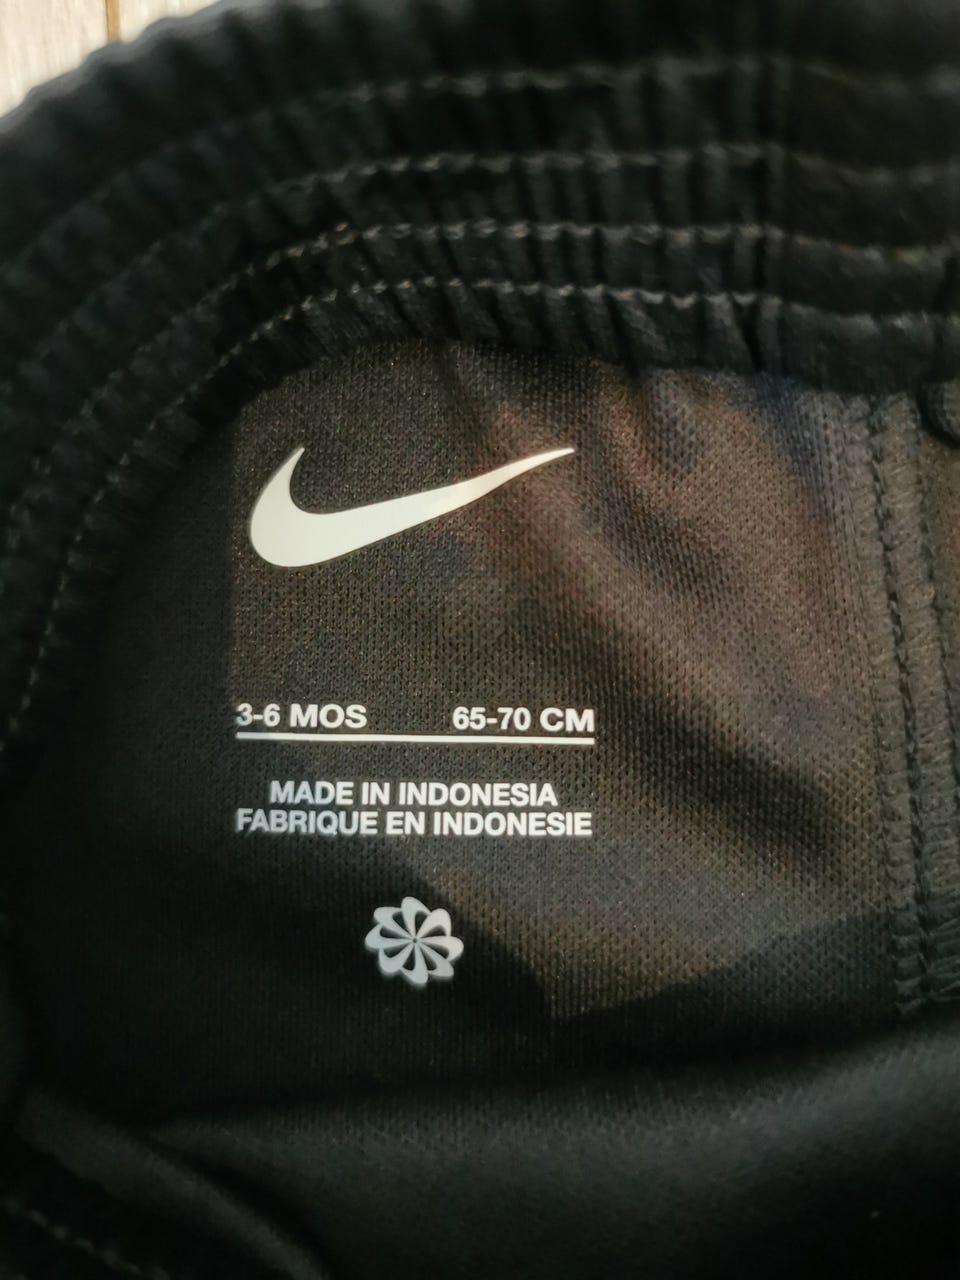 3-6 MOS 65-70 CM
MADE IN INDONESIA
FABRIQUE EN INDONESIE